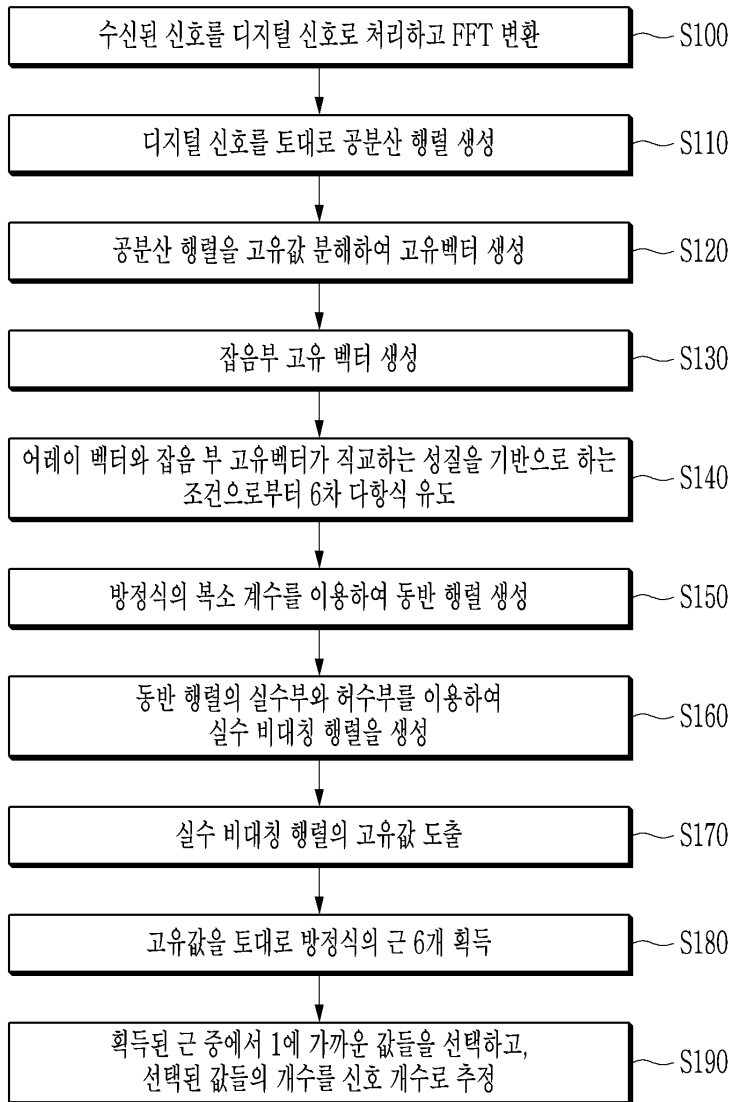 수신된 신호를 디지털 신호로 처리하고 FFT 변환
S100
디지털 신호를 토대로 공분산 행렬 생성
S110
공분산 행렬을 고유값 분해하여 고유벡터 생성
S120
잡음부 고유 벡터 생성
S130
어레이 벡터와 잡음 부 고유벡터가 직교하는 성질을 기반으로 하는
조건으로부터 6차 다항식 유도
S140
방정식의 복소 계수를 이용하여 동반 행렬 생성
S150
동반 행렬의 실수부와 허수부를 이용하여
실수 비대칭 행렬을 생성
S160
실수 비대칭 행렬의 고유값 도출
S170
고유값을 토대로 방정식의 근 6개 획득
S180
획득된 근 중에서 1에 가까운 값들을 선택하고,
선택된 값들의 개수를 신호 개수로 추정
S190